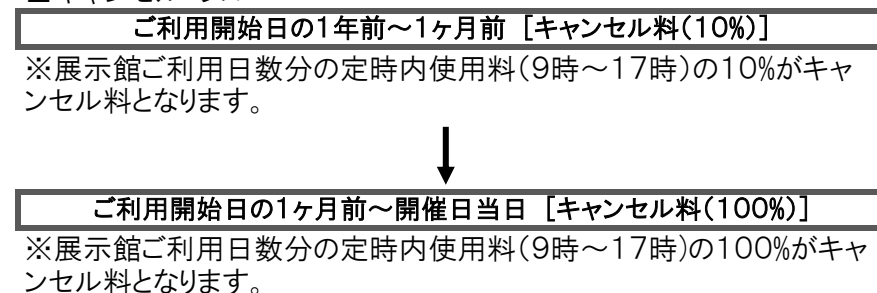 ご利用開始日の1年前～1ヶ月前 [キャンセル料(10%)]
※展示館ご利用日数分の定時内使用料(9時～17時)の10%がキャ
ンセル料となります。
ご利用開始日の1ヶ月前～開催日当日 [キャンセル料(100%)]
※展示館ご利用日数分の定時内使用料(9時～17時)の100%がキャ
ンセル料となります。